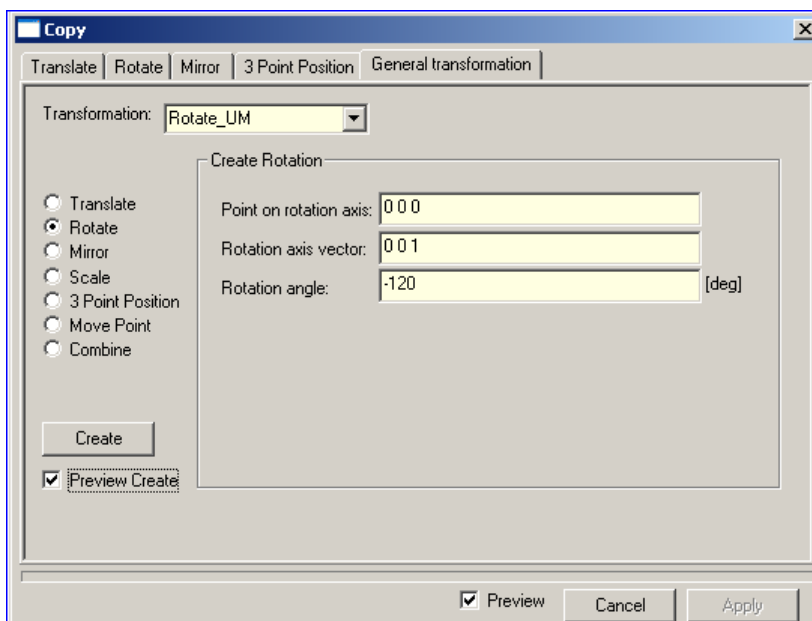 Copy
Translate Rotate Mirror 3 Point Position General transformation
Transformation: Rotate_UM
Create Rotation
Point on rotation axis: 0 0 0
Rotation axis vector: 0 0 1
Rotation angle: -120 [deg]
Translate
Rotate
Mirror
Scale
3 Point Position
Move Point
Combine
Create
Preview Create
Preview Cancel Apply